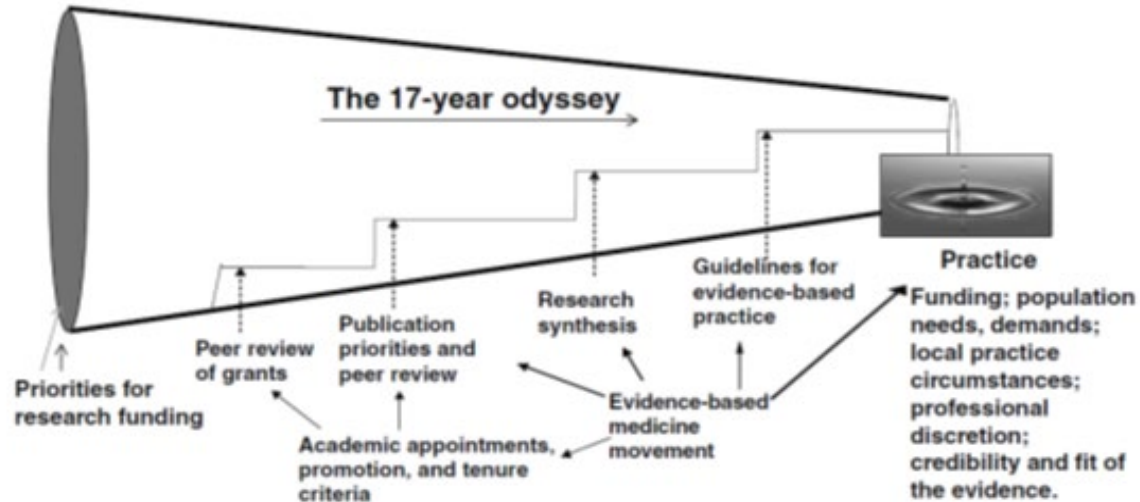 The 17-year odyssey
Priorities for
research funding
Peer review
of grants
Publication
priorities and
peer review
Research
synthesis
Guidelines for
evidence-based
practice
Academic appointments,
promotion, and tenure
criteria
Evidence-based
medicine
movement
Practice
Funding; population
needs, demands;
local practice
circumstances;
professional
discretion;
credibility and fit of
the evidence.